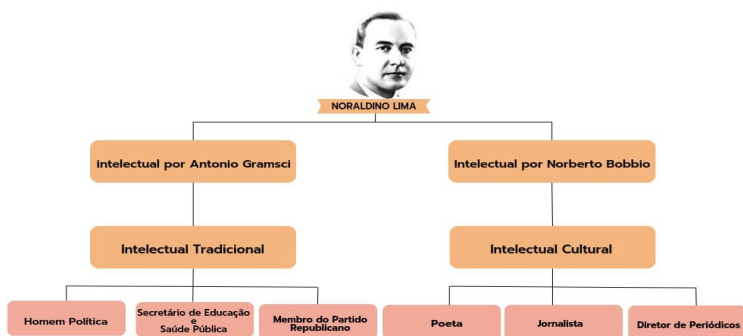 NORALDINO LIMA
intelectual por Antonio Gramsci
Intelectual por Norberto Bobbio
Intelectual Tradicional
Intelectual Cultural
Homem Política
Secretário de Educação
e
Saúde Pública
Membro do Partido
Republicano
Poeta
Jornalista
Diretor de Periódicos